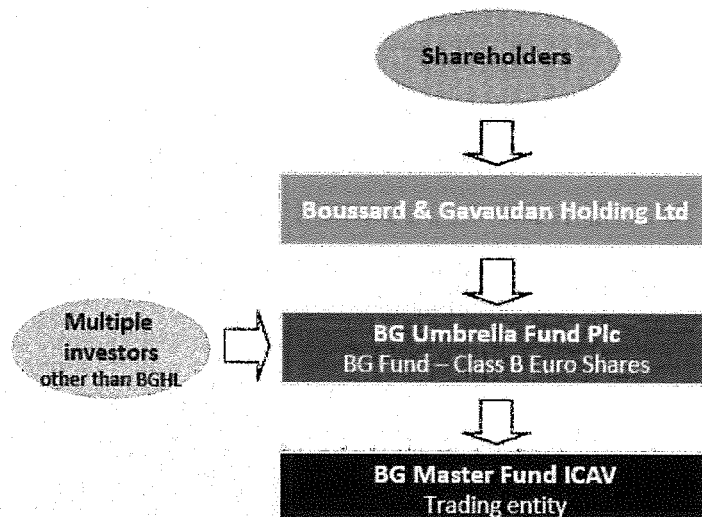 Shareholders
Boussard & Gavaudan Holding Ltd
Multiple
investors
other than BGHL
BG Umbrella Fund Plc
BG Fund – Class B Euro Shares
BG Master Fund ICAV
Trading entity